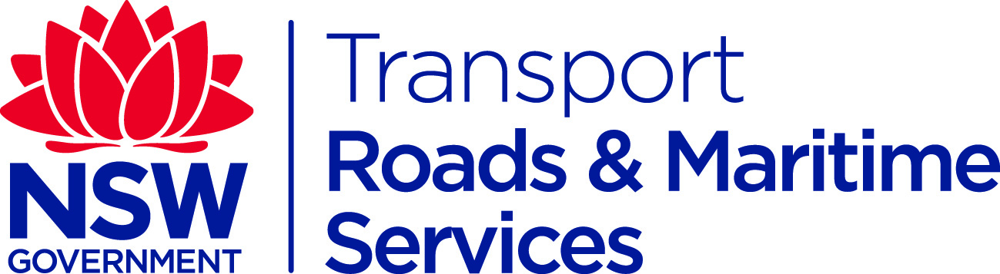 NSW
GOVERNMENT
Transport
Roads & Maritime
Services